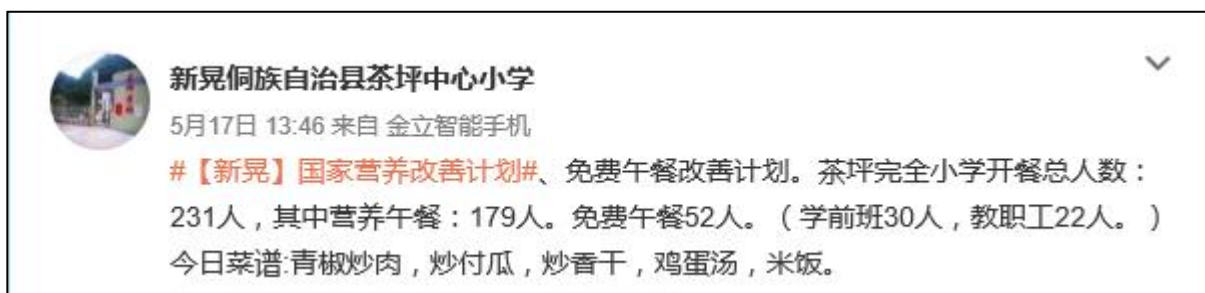 新晃侗族自治县茶坪中心小学
5月17日 13:46 来自 金立智能手机
#【新晃】国家营养改善计划#、免费午餐改善计划。茶坪完全小学开餐总人数：
231人，其中营养午餐：179人。免费午餐52人。（学前班30人，教职工22人。）
今日菜谱:青椒炒肉，炒付瓜，炒香干，鸡蛋汤，米饭。